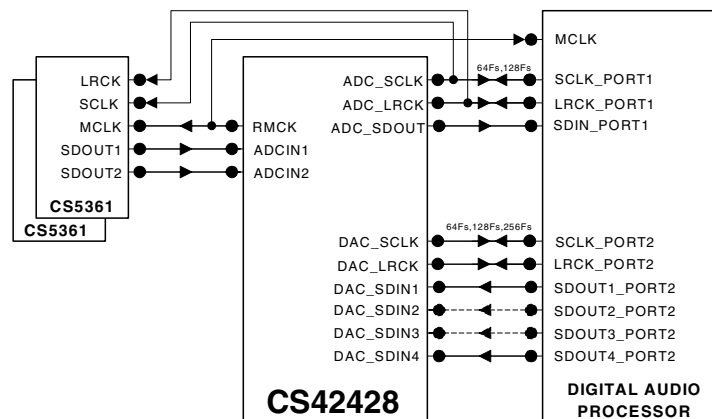 LRCK
SCLK
MCLK
SDOUT1
SDOUT2
CS5361
CS5361
RMCK
ADCIN1
ADCIN2
ADC_SCLK
ADC_LRCK
ADC_SDOUT
DAC_SCLK
DAC_LRCK
DAC_SDIN1
DAC_SDIN2
DAC_SDIN3
DAC_SDIN4
CS42428
64Fs,128Fs
64Fs,128Fs,256Fs
MCLK
SCLK_PORT1
LRCK_PORT1
SDIN_PORT1
SCLK_PORT2
LRCK_PORT2
SDOUT1_PORT2
SDOUT2_PORT2
SDOUT3_PORT2
SDOUT4_PORT2
DIGITAL AUDIO
PROCESSOR